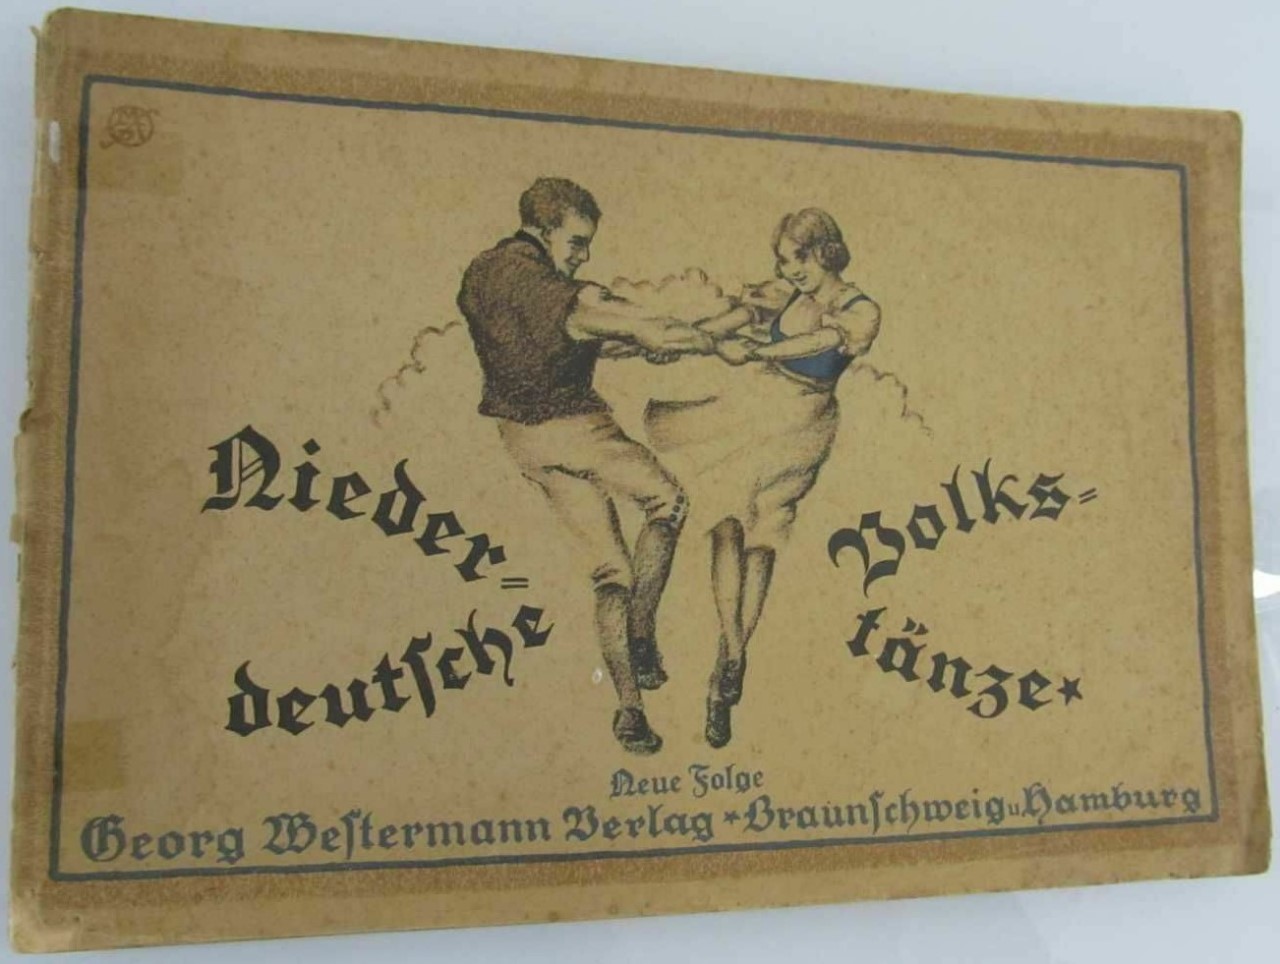 Nieder=
deutſche
Volks=
tänze*
Neue Folge
Georg Weſtermann Verlag * Braunſchweig u. Hamburg